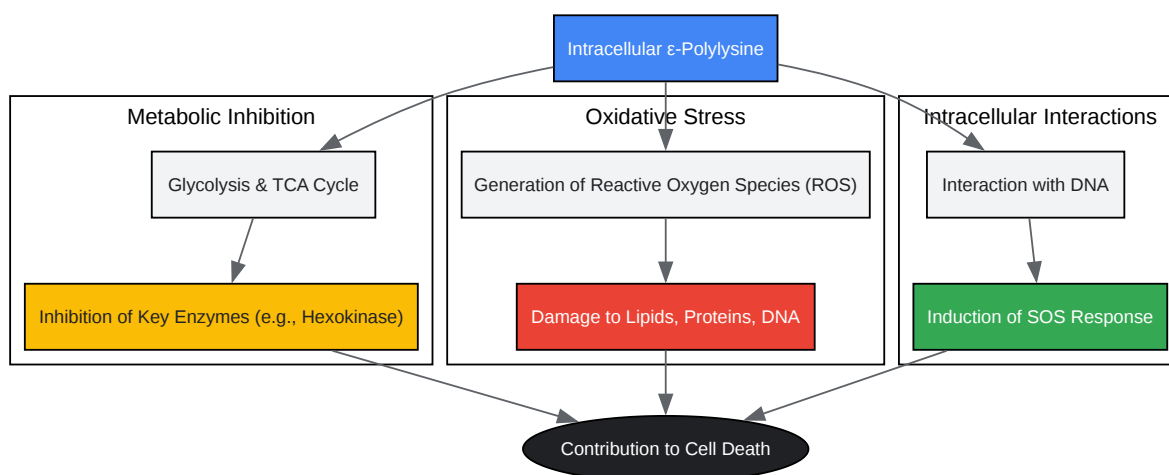 Intracellular ε-Polylysine
Metabolic Inhibition
Oxidative Stress
Intracellular Interactions
Glycolysis & TCA Cycle
Generation of Reactive Oxygen Species (ROS)
Interaction with DNA
Inhibition of Key Enzymes (e.g., Hexokinase)
Damage to Lipids, Proteins, DNA
Induction of SOS Response
Contribution to Cell Death